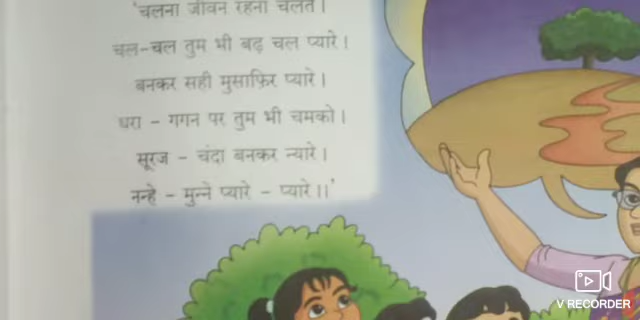 'चलना जीवन रहना चलते।
चल-चल तुम भी बढ़ चल प्यारे!
बनकर सही मुसाफ़िर प्यारे।
धरा - गगन पर तुम भी चमको।
सूरज - चंदा बनकर न्यारे।
नन्हे - मुन्ने प्यारे - प्यारे।।'
V RECORDER